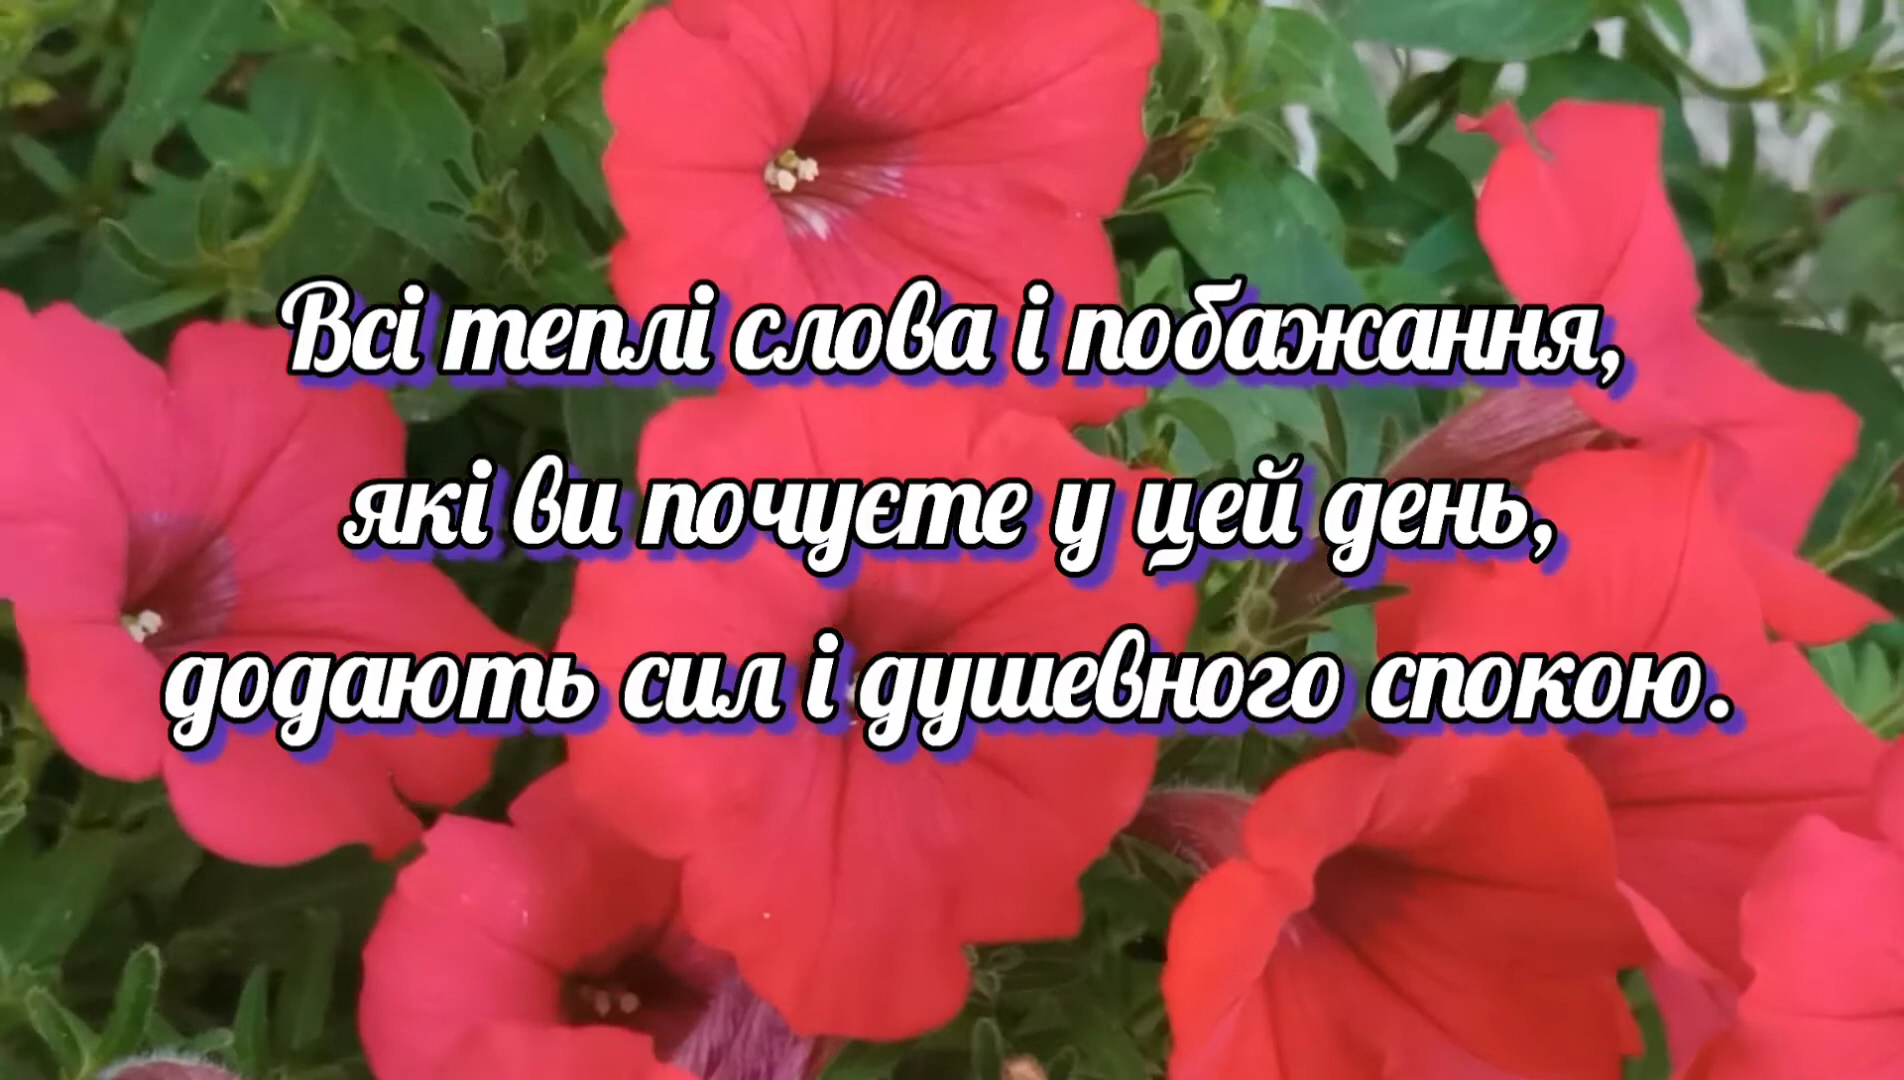 Всі теплі слова і побажання,
які ви почуєте у цей день,
додають сил і душевного спокою.